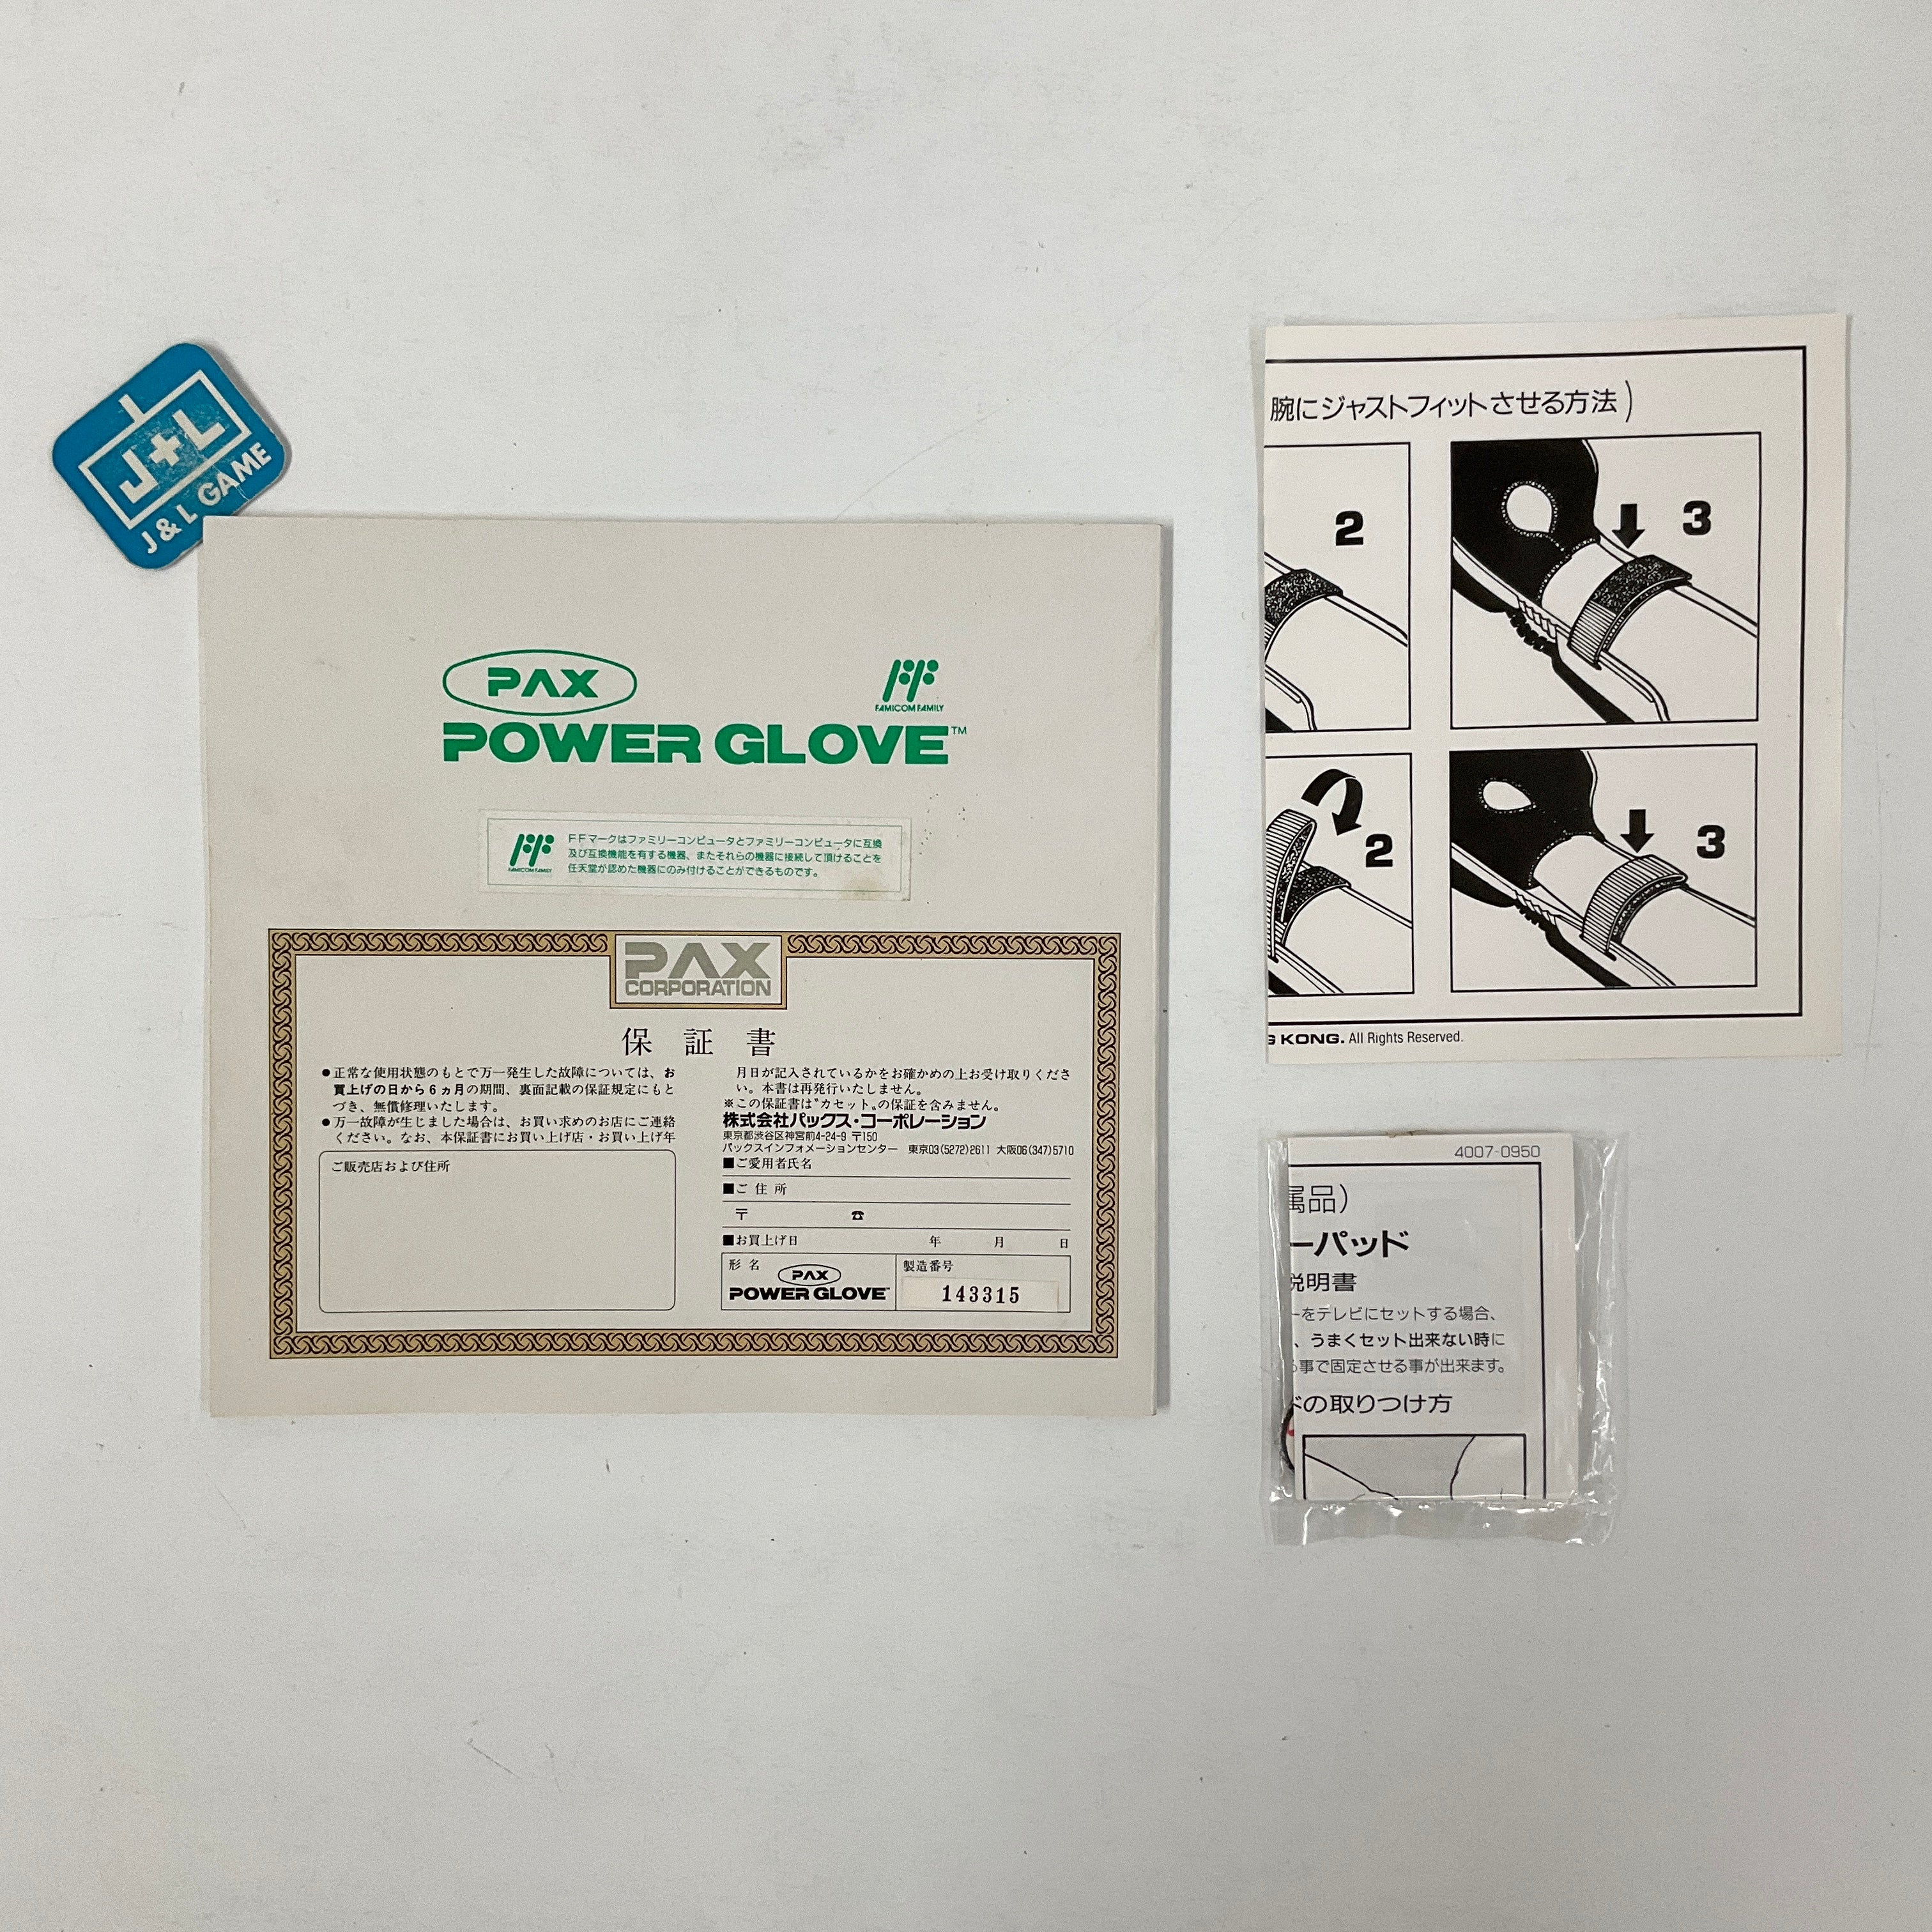 J+L
J & L GAME
PAX
FAMICOM FAMILY
POWER GLOVE™
FAMICOM FAMILY
FFマークはファミリーコンピュータとファミリーコンピュータに互換
及び互換機能を有する機器、またそれらの機器に接続して頂けることを
任天堂が認めた機器にのみ付けることができるものです。
PAX
CORPORATION
保証書
●正常な使用状態のもとで万一発生した故障については、お
買上げの日から6ヵ月の期間、裏面記載の保証規定にもと
づき、無償修理いたします。
●万一故障が生じました場合は、お買い求めのお店にご連絡
ください。なお、本保証書にお買い上げ店・お買い上げ年
月日が記入されているかをお確かめの上お受け取りくださ
い。本書は再発行いたしません。
※この保証書は"カセット"の保証を含みません。
株式会社パックス・コーポレーション
東京都渋谷区神宮前4-24-9 〒150
パックスインフォメーションセンター 東京03(5272)2611 大阪06(347)5710
ご販売店および住所
■ご愛用者氏名
■ご住所
〒 ☎
■お買上げ日 年 月 日
形名
PAX
POWER GLOVE™
製造番号
143315
腕にジャストフィットさせる方法)
2
3
2
3
KONG. All Rights Reserved.
4007-0950
属品)
ーパッド
説明書
ーをテレビにセットする場合、
、うまくセット出来ない時に
る事で固定させる事が出来ます。
ドの取りつけ方